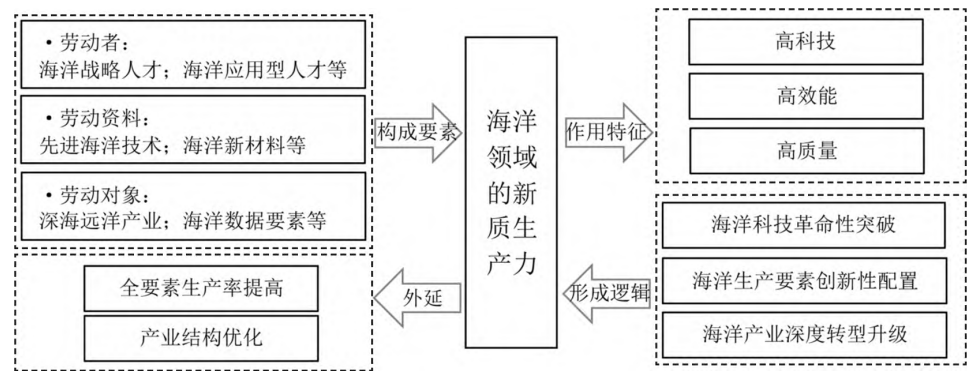 ·劳动者：
海洋战略人才；海洋应用型人才等
·劳动资料：
先进海洋技术；海洋新材料等
·劳动对象：
深海远洋产业；海洋数据要素等
全要素生产率提高
产业结构优化
构成要素
外延
海洋
领域
的新
质生
产力
作用特征
形成逻辑
高科技
高效能
高质量
海洋科技革命性突破
海洋生产要素创新性配置
海洋产业深度转型升级